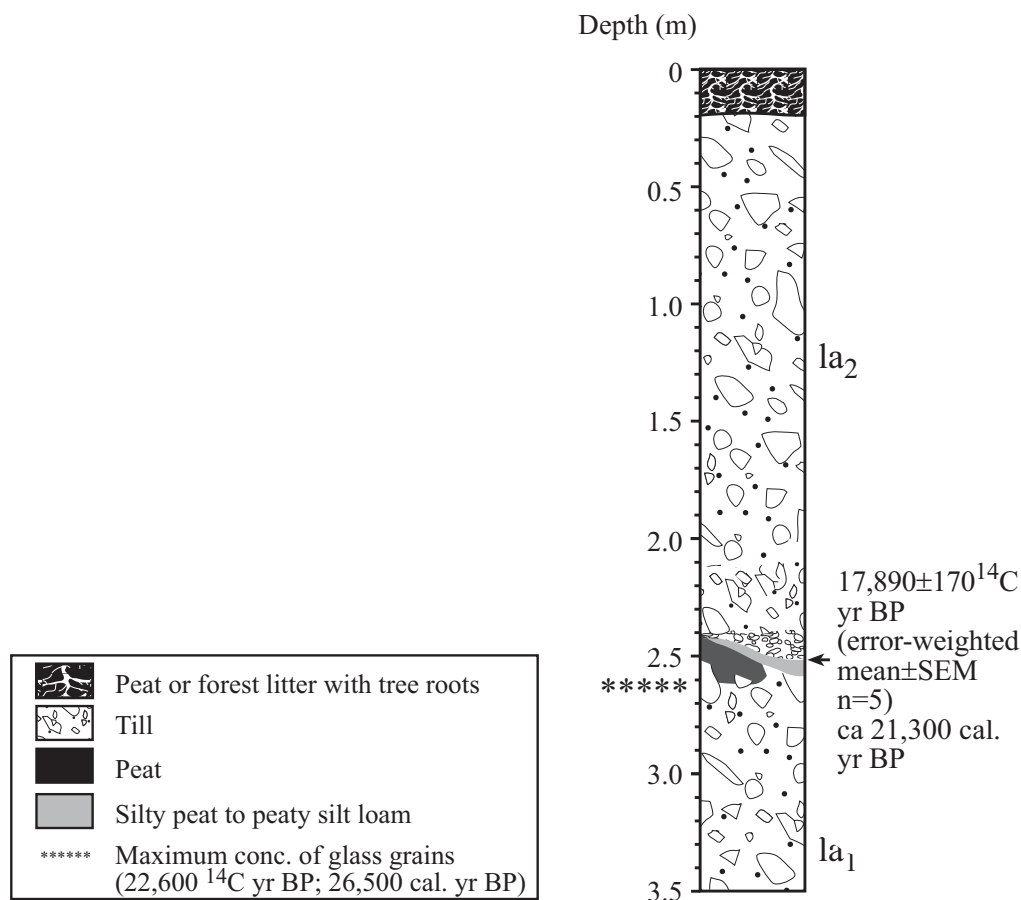 Depth (m)
0
0.5
1.0
1.5
2.0
2.5
3.0
3.5
la2
la1
17,890±170 14C
yr BP
(error-weighted
mean±SEM
n=5)
ca 21,300 cal.
yr BP
*****
Peat or forest litter with tree roots
Till
Peat
Silty peat to peaty silt loam
****** Maximum conc. of glass grains
(22,600 14C yr BP; 26,500 cal. yr BP)